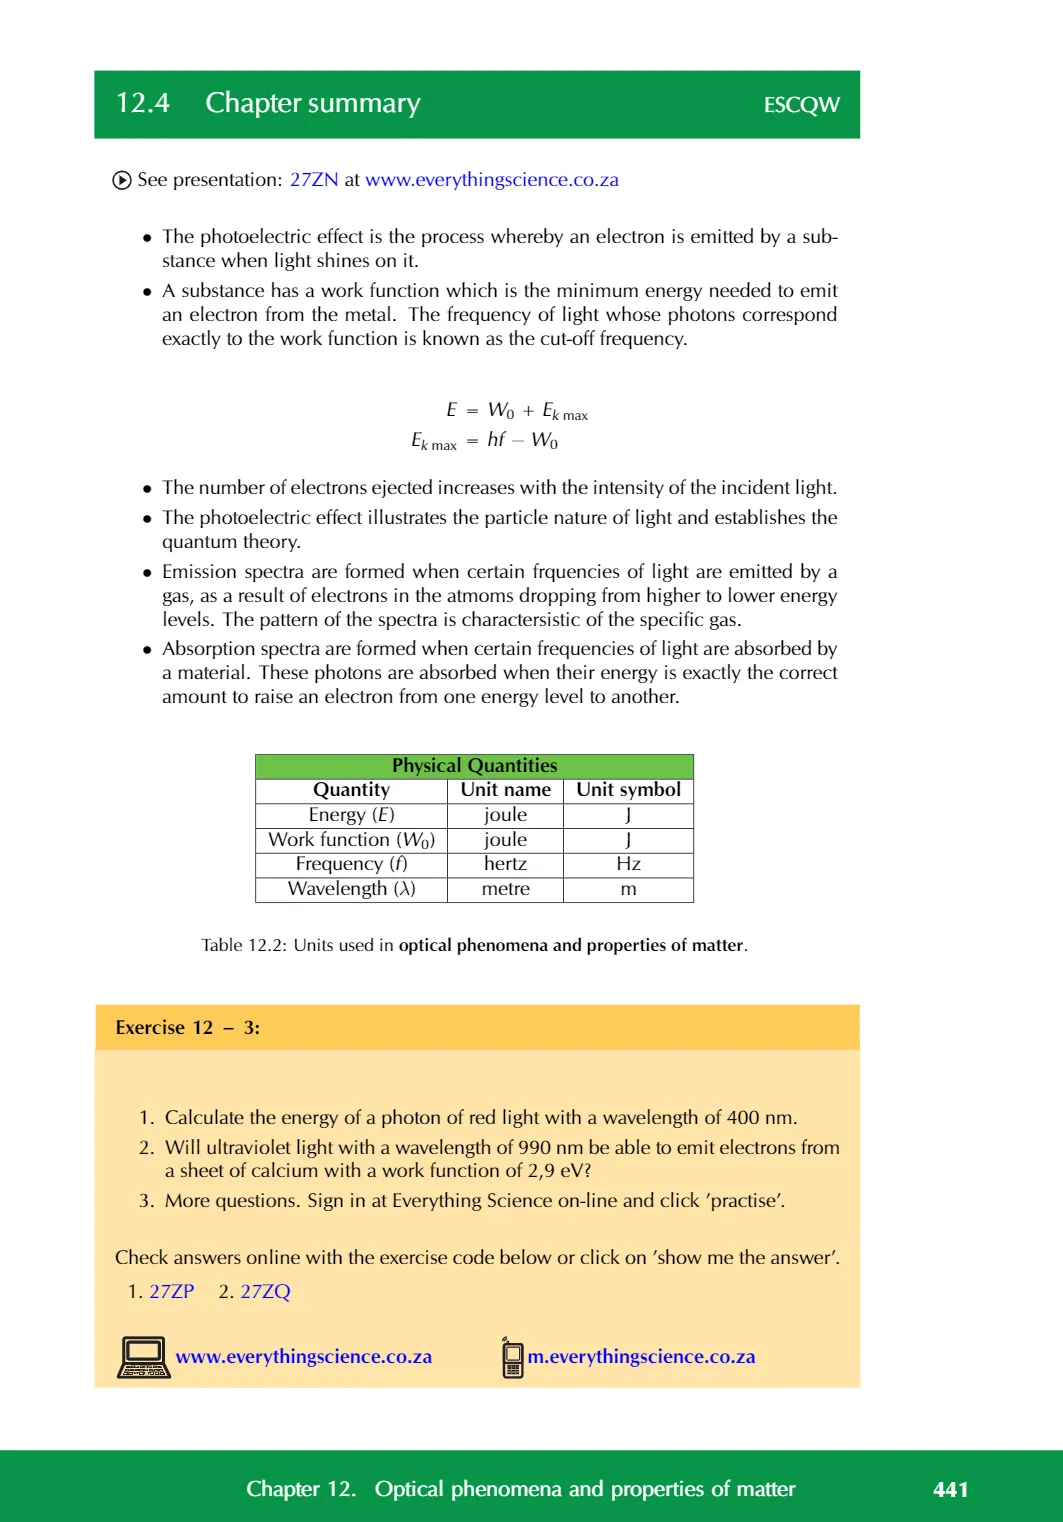 12.4 Chapter summary ESCQW
See presentation: 27ZN at www.everythingscience.co.za
• The photoelectric effect is the process whereby an electron is emitted by a sub-
stance when light shines on it.
• A substance has a work function which is the minimum energy needed to emit
an electron from the metal. The frequency of light whose photons correspond
exactly to the work function is known as the cut-off frequency.
E = W₀ + Eₖ max
Eₖ max = hf − W₀
• The number of electrons ejected increases with the intensity of the incident light.
• The photoelectric effect illustrates the particle nature of light and establishes the
quantum theory.
• Emission spectra are formed when certain frquencies of light are emitted by a
gas, as a result of electrons in the atmoms dropping from higher to lower energy
levels. The pattern of the spectra is charactersistic of the specific gas.
• Absorption spectra are formed when certain frequencies of light are absorbed by
a material. These photons are absorbed when their energy is exactly the correct
amount to raise an electron from one energy level to another.
Physical Quantities
Quantity Unit name Unit symbol
Energy (E) joule J
Work function (W₀) joule J
Frequency (f) hertz Hz
Wavelength (λ) metre m
Table 12.2: Units used in optical phenomena and properties of matter.
Exercise 12 – 3:
1. Calculate the energy of a photon of red light with a wavelength of 400 nm.
2. Will ultraviolet light with a wavelength of 990 nm be able to emit electrons from
a sheet of calcium with a work function of 2,9 eV?
3. More questions. Sign in at Everything Science on-line and click ’practise’.
Check answers online with the exercise code below or click on ’show me the answer’.
1. 27ZP 2. 27ZQ
www.everythingscience.co.za m.everythingscience.co.za
Chapter 12. Optical phenomena and properties of matter 441